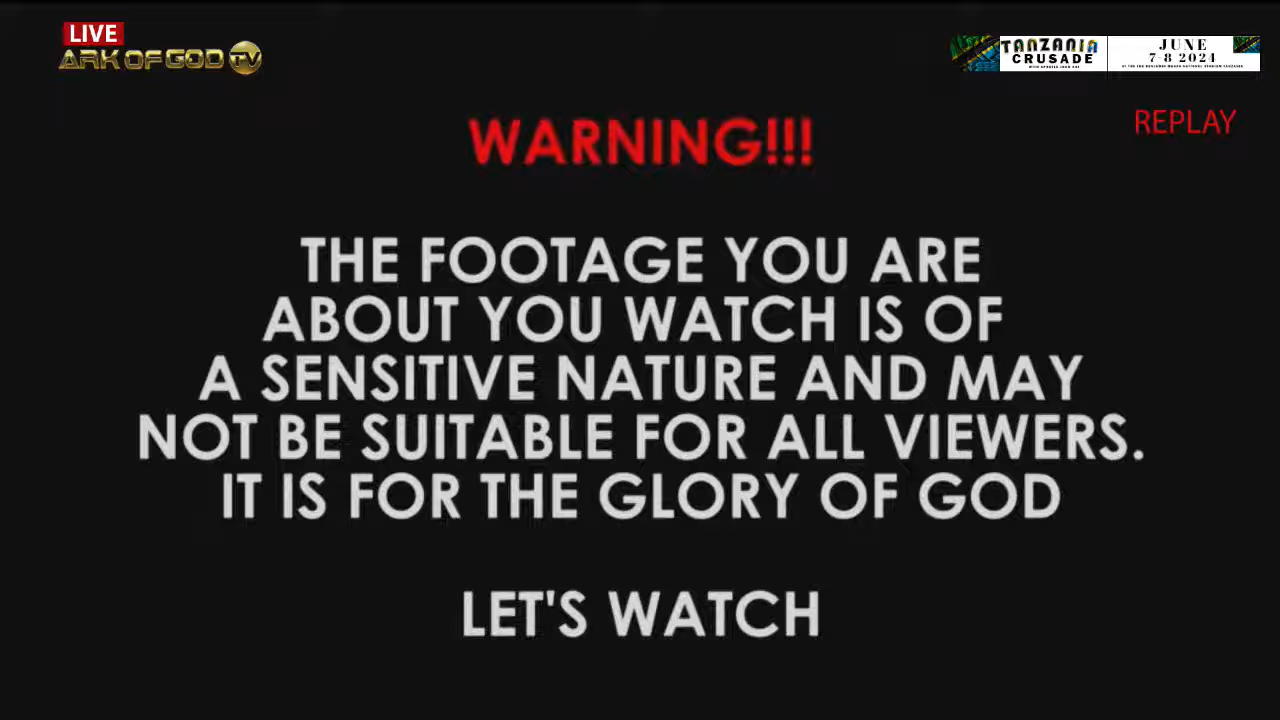 LIVE
ARK OF GOD TV
TANZANIA
CRUSADE
JUNE
7-8 2024
REPLAY
WARNING!!!
THE FOOTAGE YOU ARE
ABOUT YOU WATCH IS OF
A SENSITIVE NATURE AND MAY
NOT BE SUITABLE FOR ALL VIEWERS.
IT IS FOR THE GLORY OF GOD
LET'S WATCH